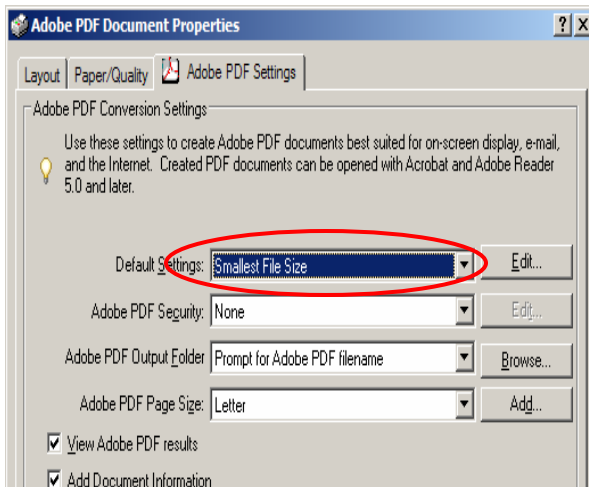 Adobe PDF Document Properties
Layout Paper/Quality Adobe PDF Settings
Adobe PDF Conversion Settings
Use these settings to create Adobe PDF documents best suited for on-screen display, e-mail,
and the Internet. Created PDF documents can be opened with Acrobat and Adobe Reader
5.0 and later.
Default Settings: Smallest File Size Edit...
Adobe PDF Security: None Edit...
Adobe PDF Output Folder Prompt for Adobe PDF filename Browse...
Adobe PDF Page Size: Letter Add...
View Adobe PDF results
Add Document Information